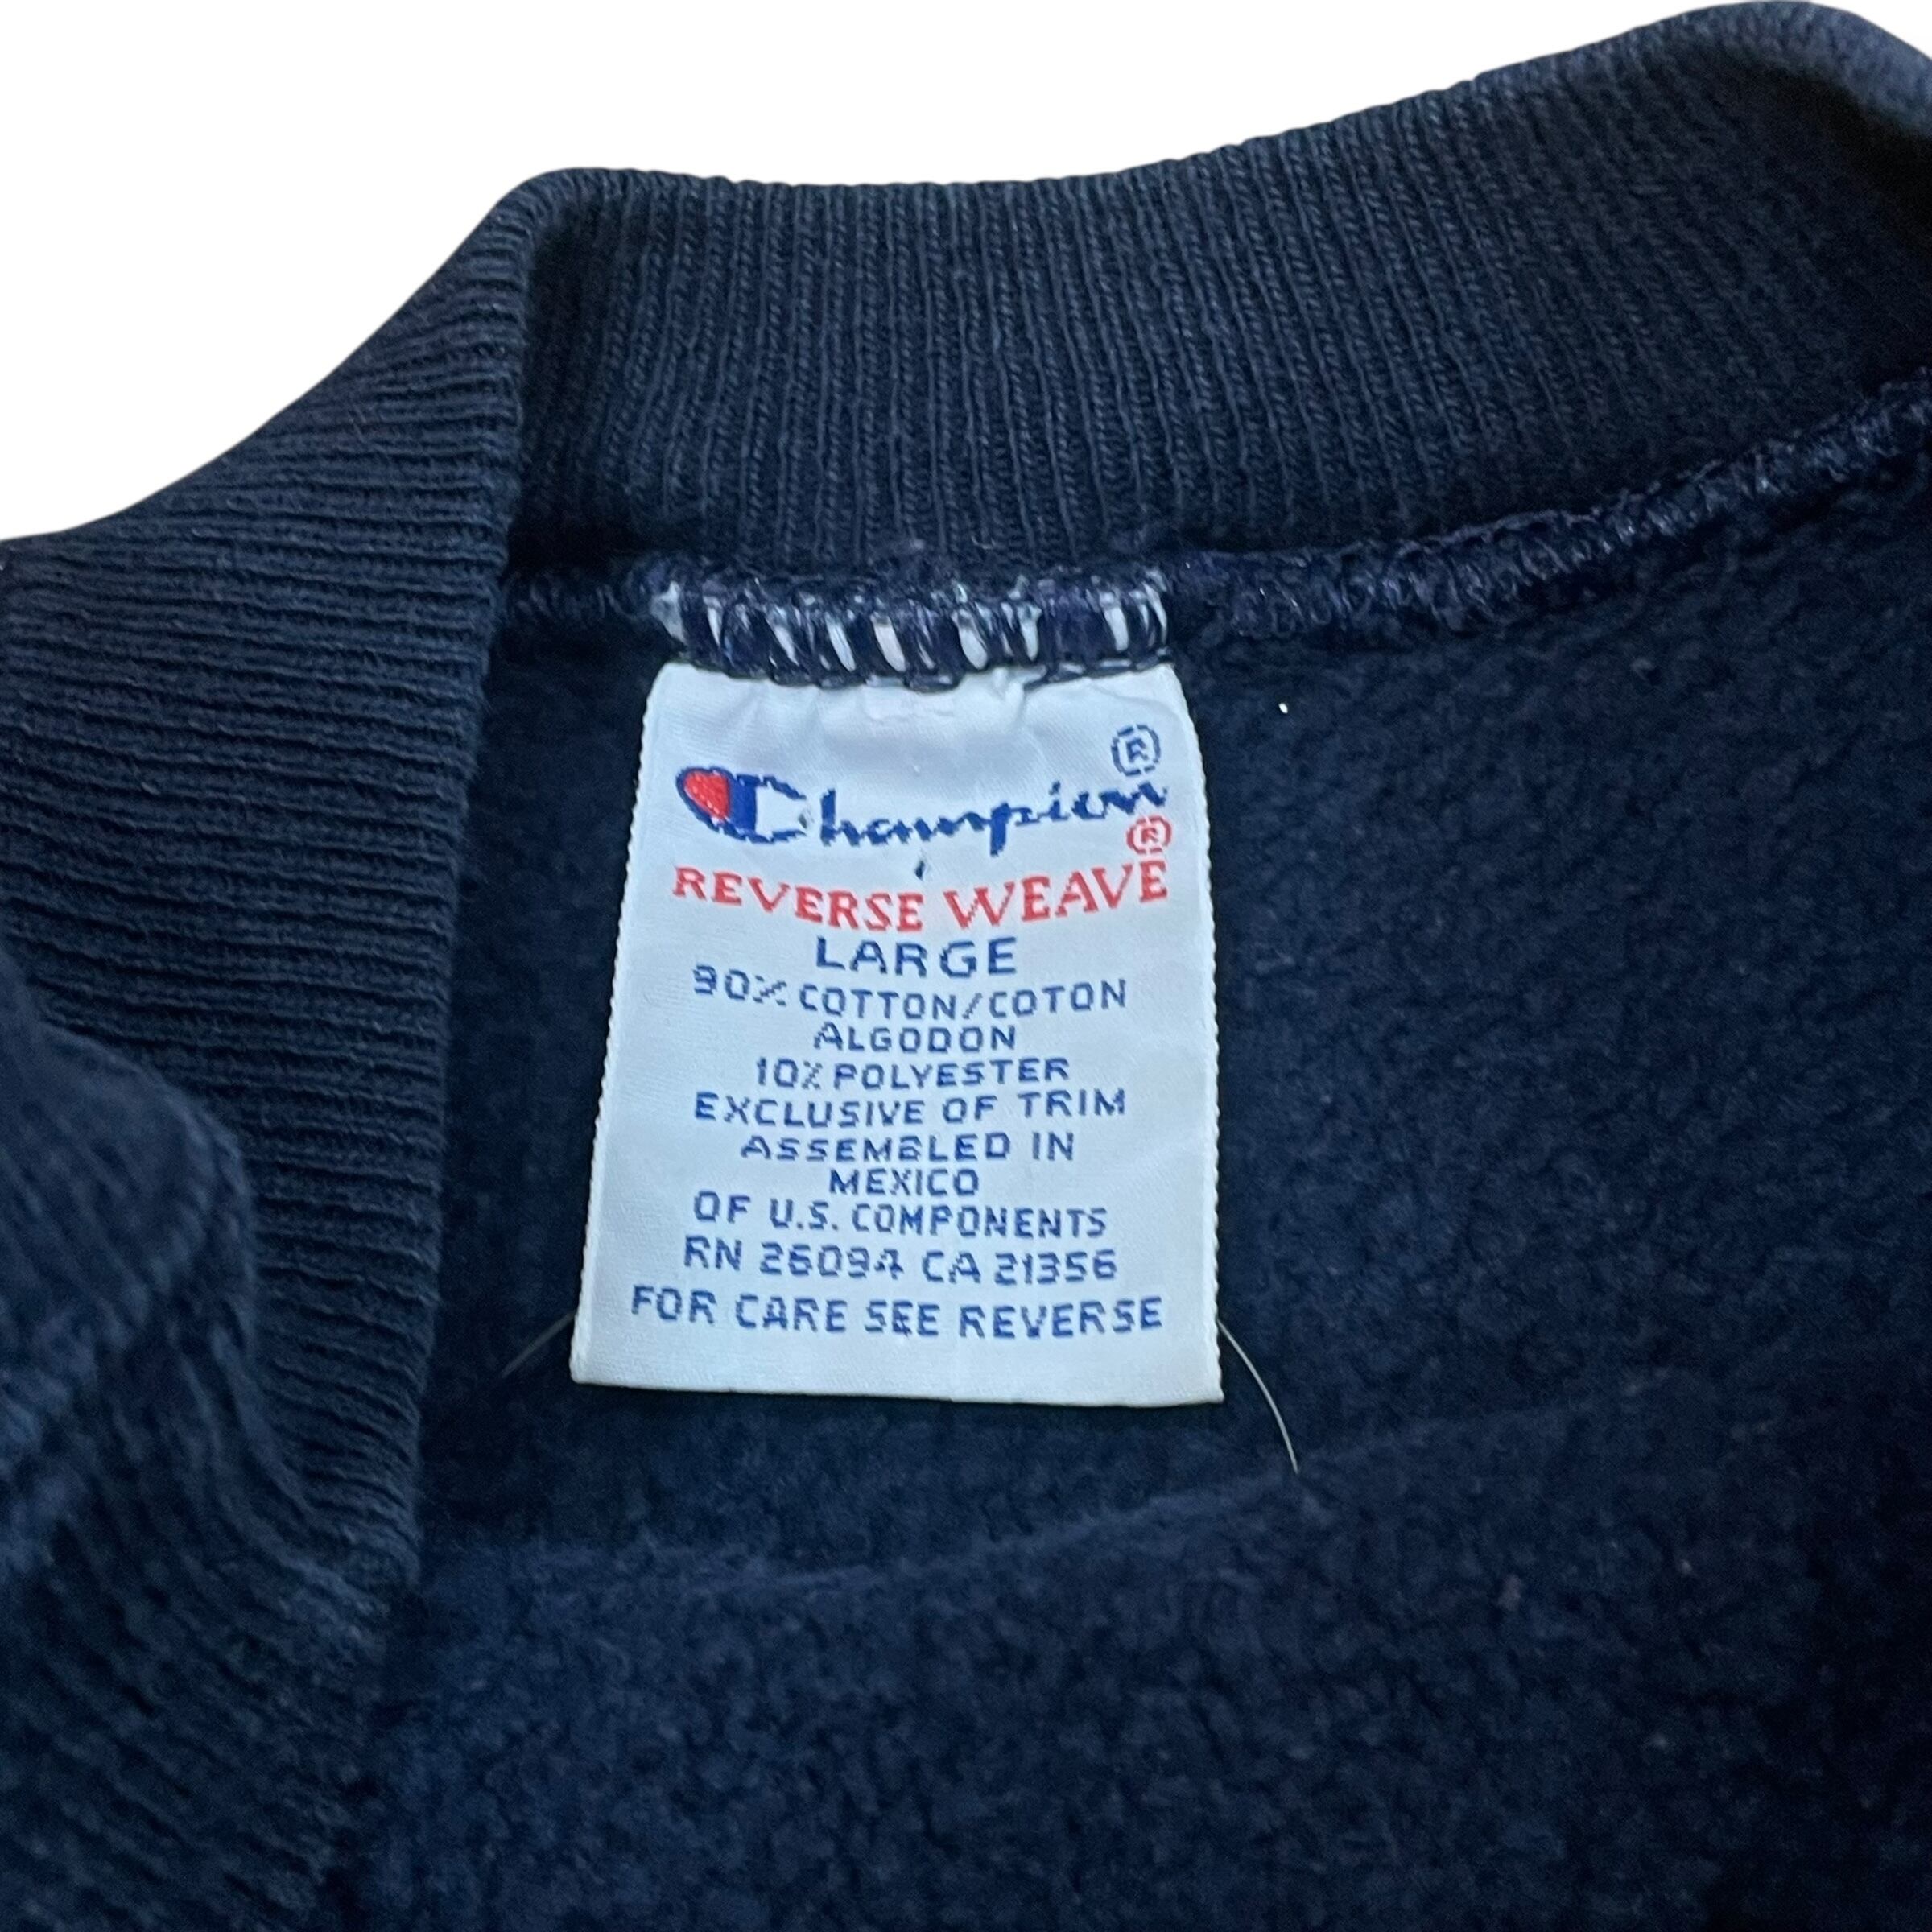 Champion®
REVERSE WEAVE®
LARGE
90% COTTON/COTON
ALGODON
10% POLYESTER
EXCLUSIVE OF TRIM
ASSEMBLED IN
MEXICO
OF U.S. COMPONENTS
RN 26094 CA 21356
FOR CARE SEE REVERSE